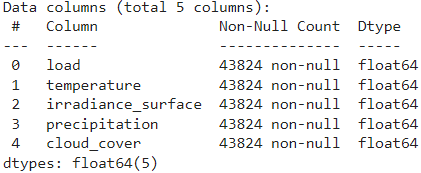 Data columns (total 5 columns):
 #   Column              Non-Null Count  Dtype
---  ------              --------------  -----
 0   load                43824 non-null  float64
 1   temperature         43824 non-null  float64
 2   irradiance_surface  43824 non-null  float64
 3   precipitation       43824 non-null  float64
 4   cloud_cover         43824 non-null  float64
dtypes: float64(5)